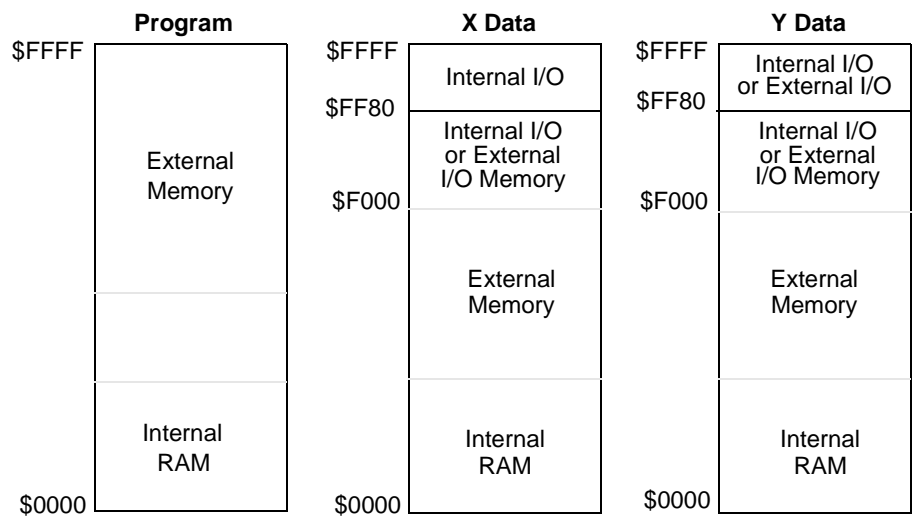 Program
$FFFF
External
Memory
Internal
RAM
$0000
X Data
$FFFF
Internal I/O
$FF80
Internal I/O
or External
I/O Memory
$F000
External
Memory
Internal
RAM
$0000
Y Data
$FFFF
Internal I/O
or External I/O
$FF80
Internal I/O
or External
I/O Memory
$F000
External
Memory
Internal
RAM
$0000